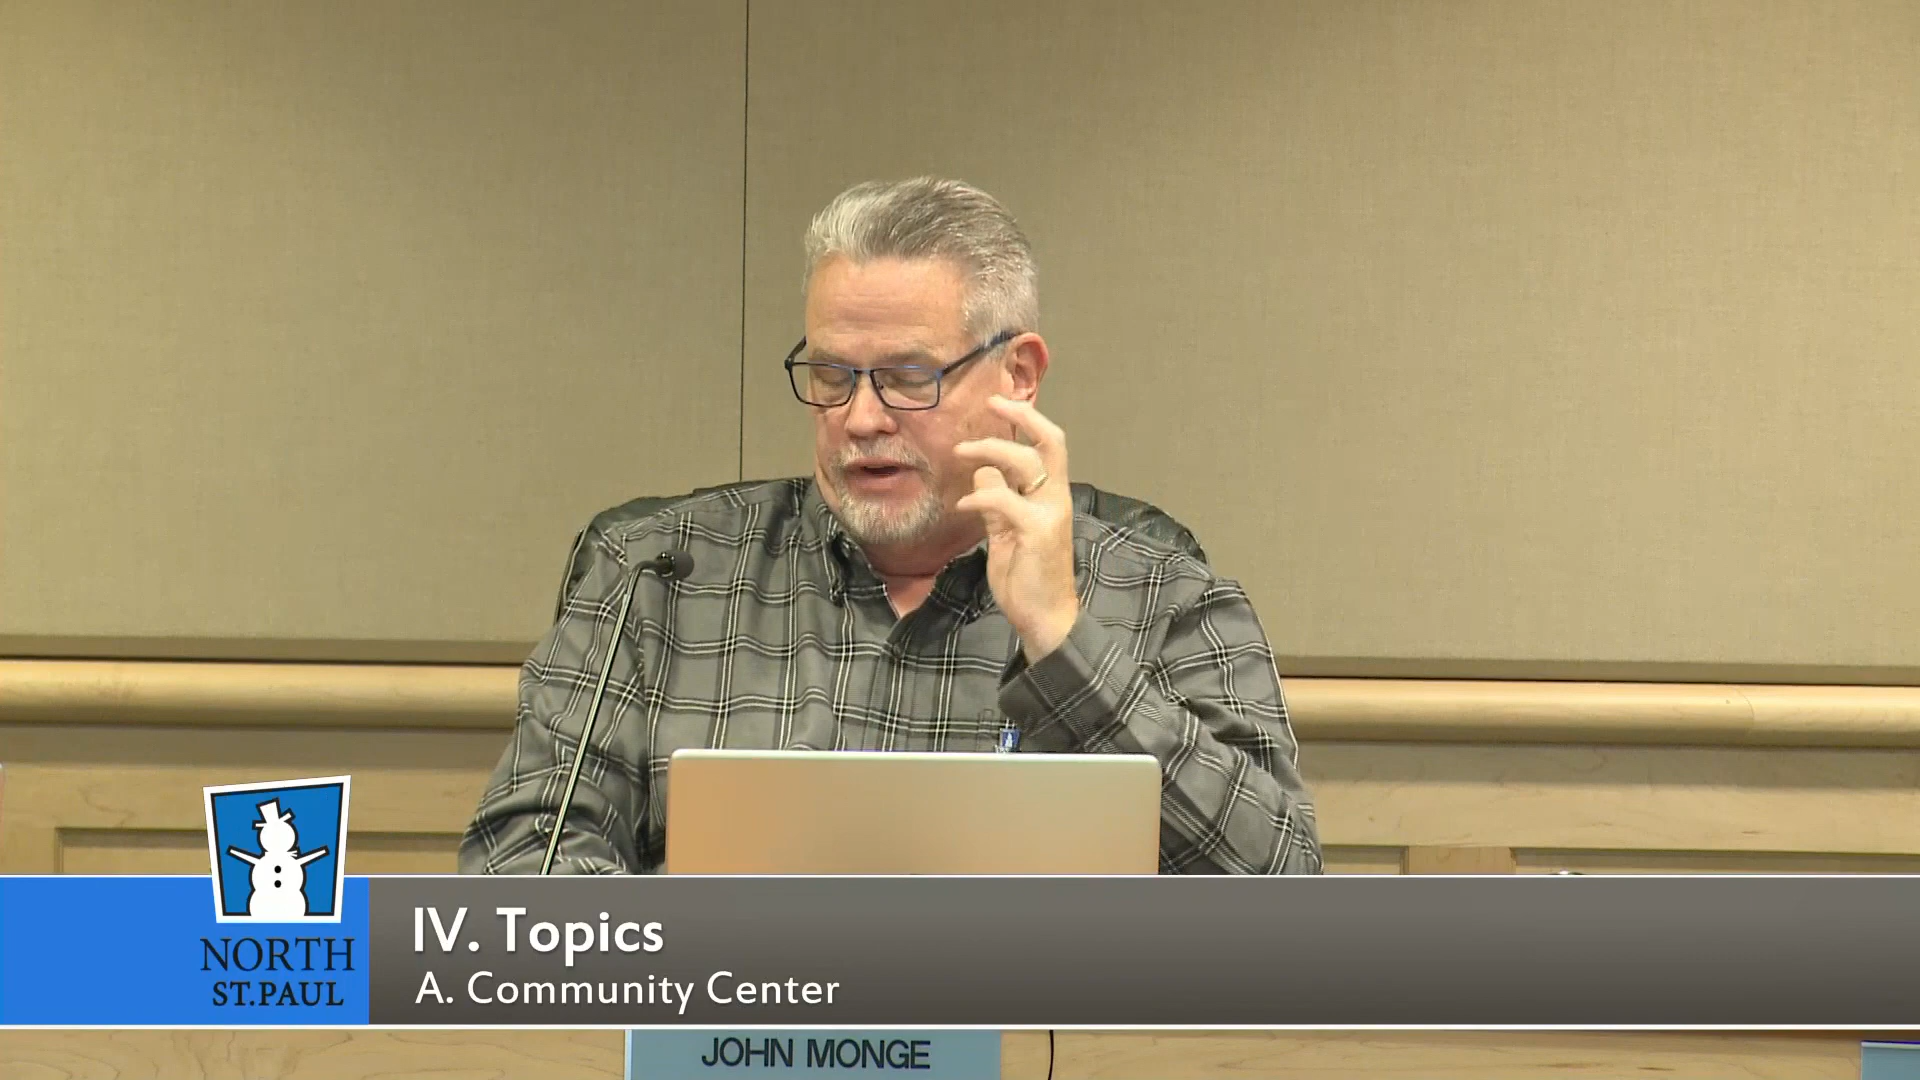 IV. Topics
A. Community Center
NORTH
ST.PAUL
JOHN MONGE